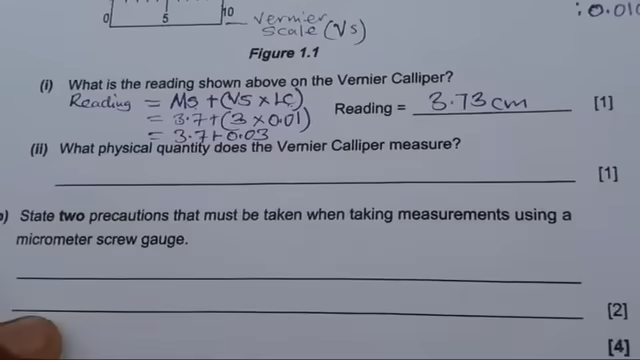 : 0.010
0 5 10 Vernier
scale (Vs)
Figure 1.1
(i) What is the reading shown above on the Vernier Calliper?
Reading = Ms + (Vs x LC)
= 3.7 + (3 x 0.01)
= 3.7 + 0.03
Reading = 3.73 cm [1]
(ii) What physical quantity does the Vernier Calliper measure?
[1]
) State two precautions that must be taken when taking measurements using a
micrometer screw gauge.
[2]
[4]